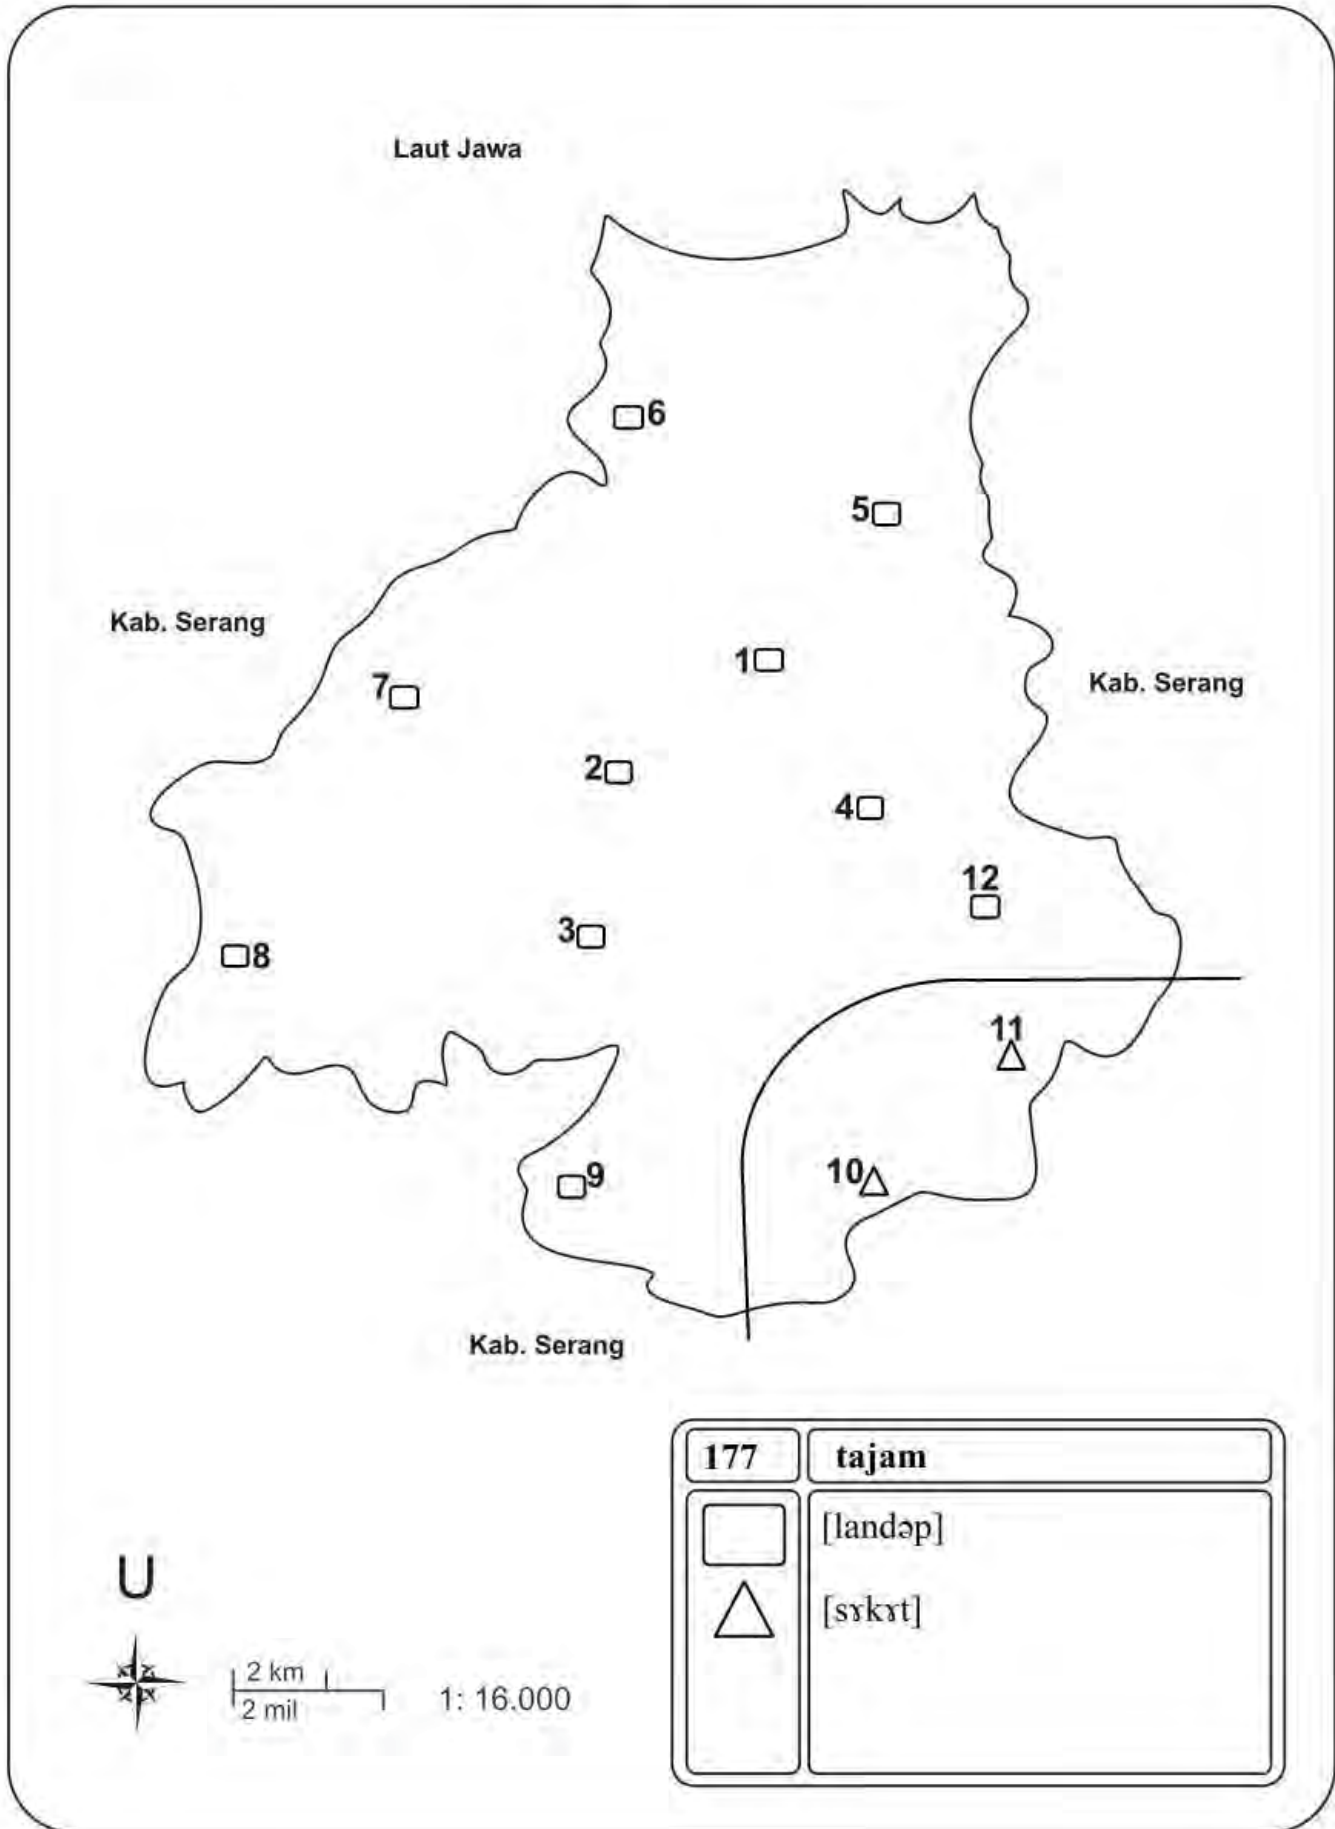 Laut Jawa
6
5
Kab. Serang
1
7
Kab. Serang
2
4
12
3
8
11
10
9
Kab. Serang
177 tajam
[landəp]
[sɤkɤt]
U
2 km
2 mil
1: 16.000